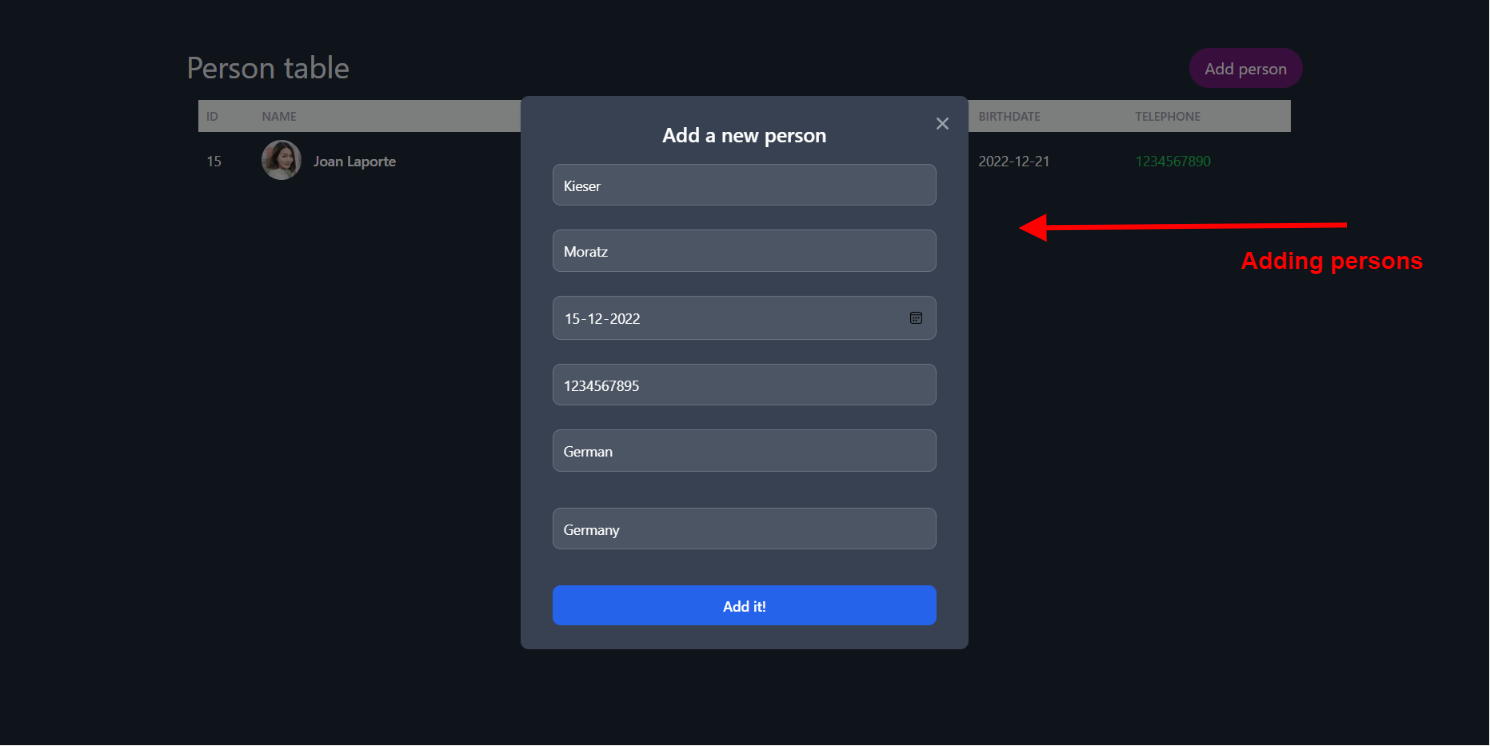 Person table
Add person
ID NAME BIRTHDATE TELEPHONE
15 Joan Laporte 2022-12-21 1234567890
Add a new person
Kieser
Moratz
15-12-2022
1234567895
German
Germany
Add it!
Adding persons